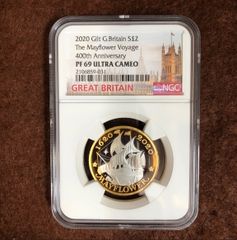 2020 Gilt G.Britain S£2
The Mayflower Voyage
400th Anniversary
PF 69 ULTRA CAMEO
2106859-031
GREAT BRITAIN
NGC
1620 2020
MAYFLOWER